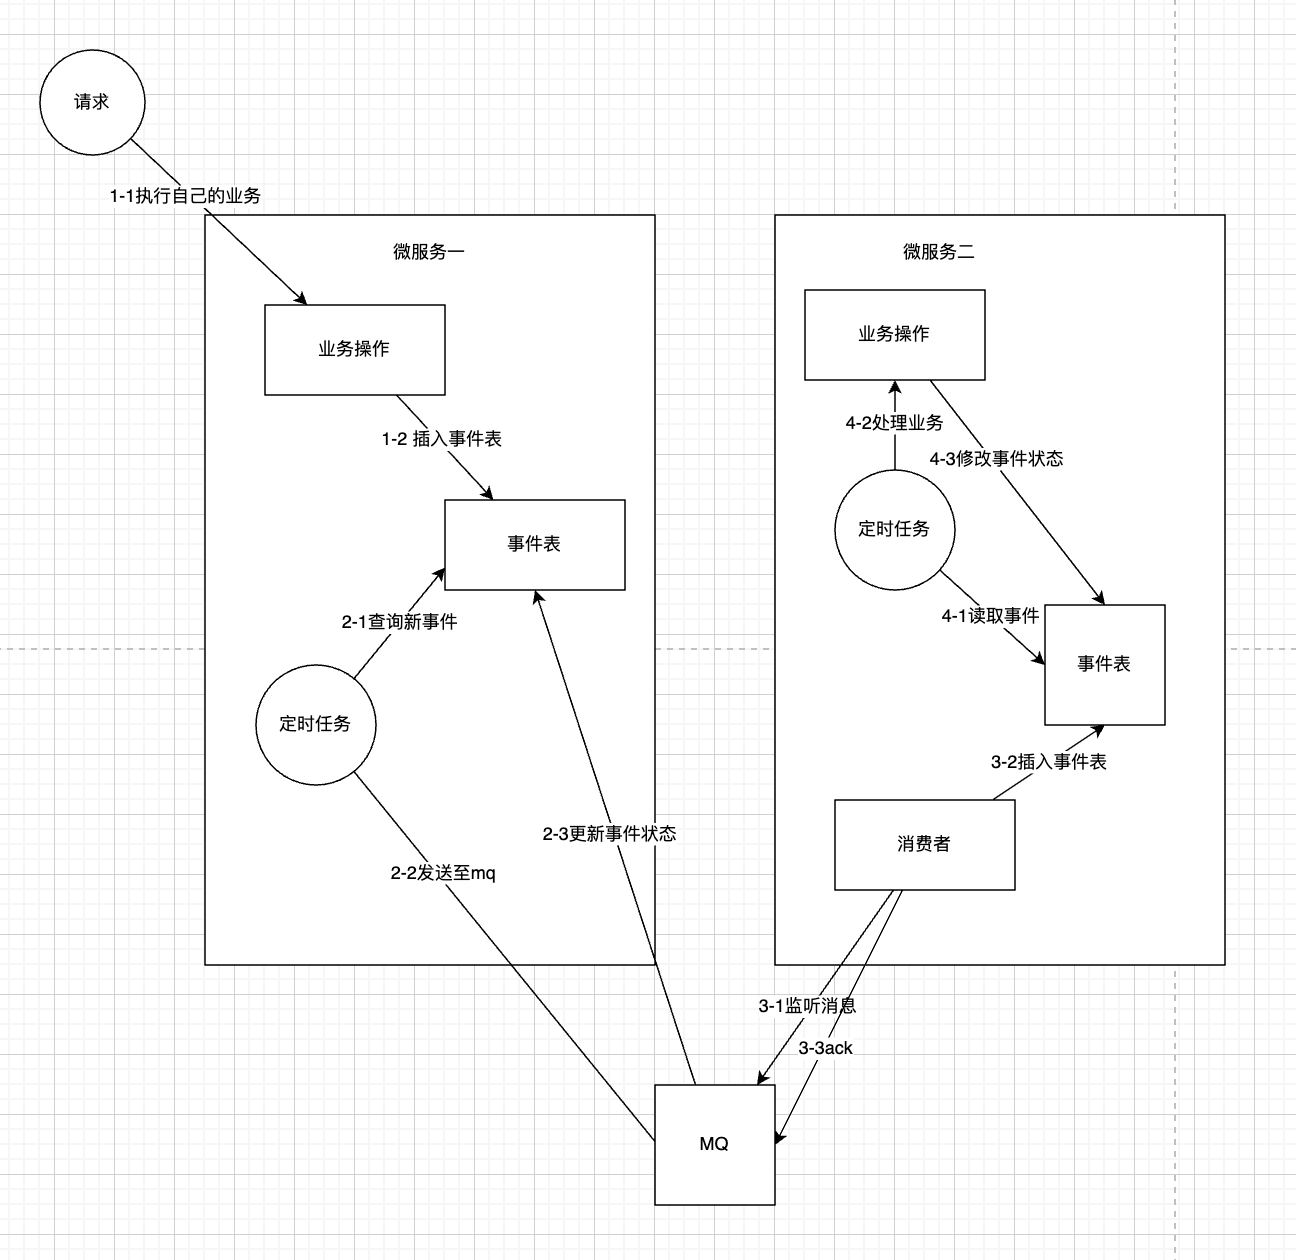 请求
1-1执行自己的业务
微服务一
业务操作
1-2 插入事件表
事件表
2-1查询新事件
定时任务
2-3更新事件状态
2-2发送至mq
微服务二
业务操作
4-2处理业务
4-3修改事件状态
定时任务
4-1读取事件
事件表
3-2插入事件表
消费者
3-1监听消息
3-3ack
MQ